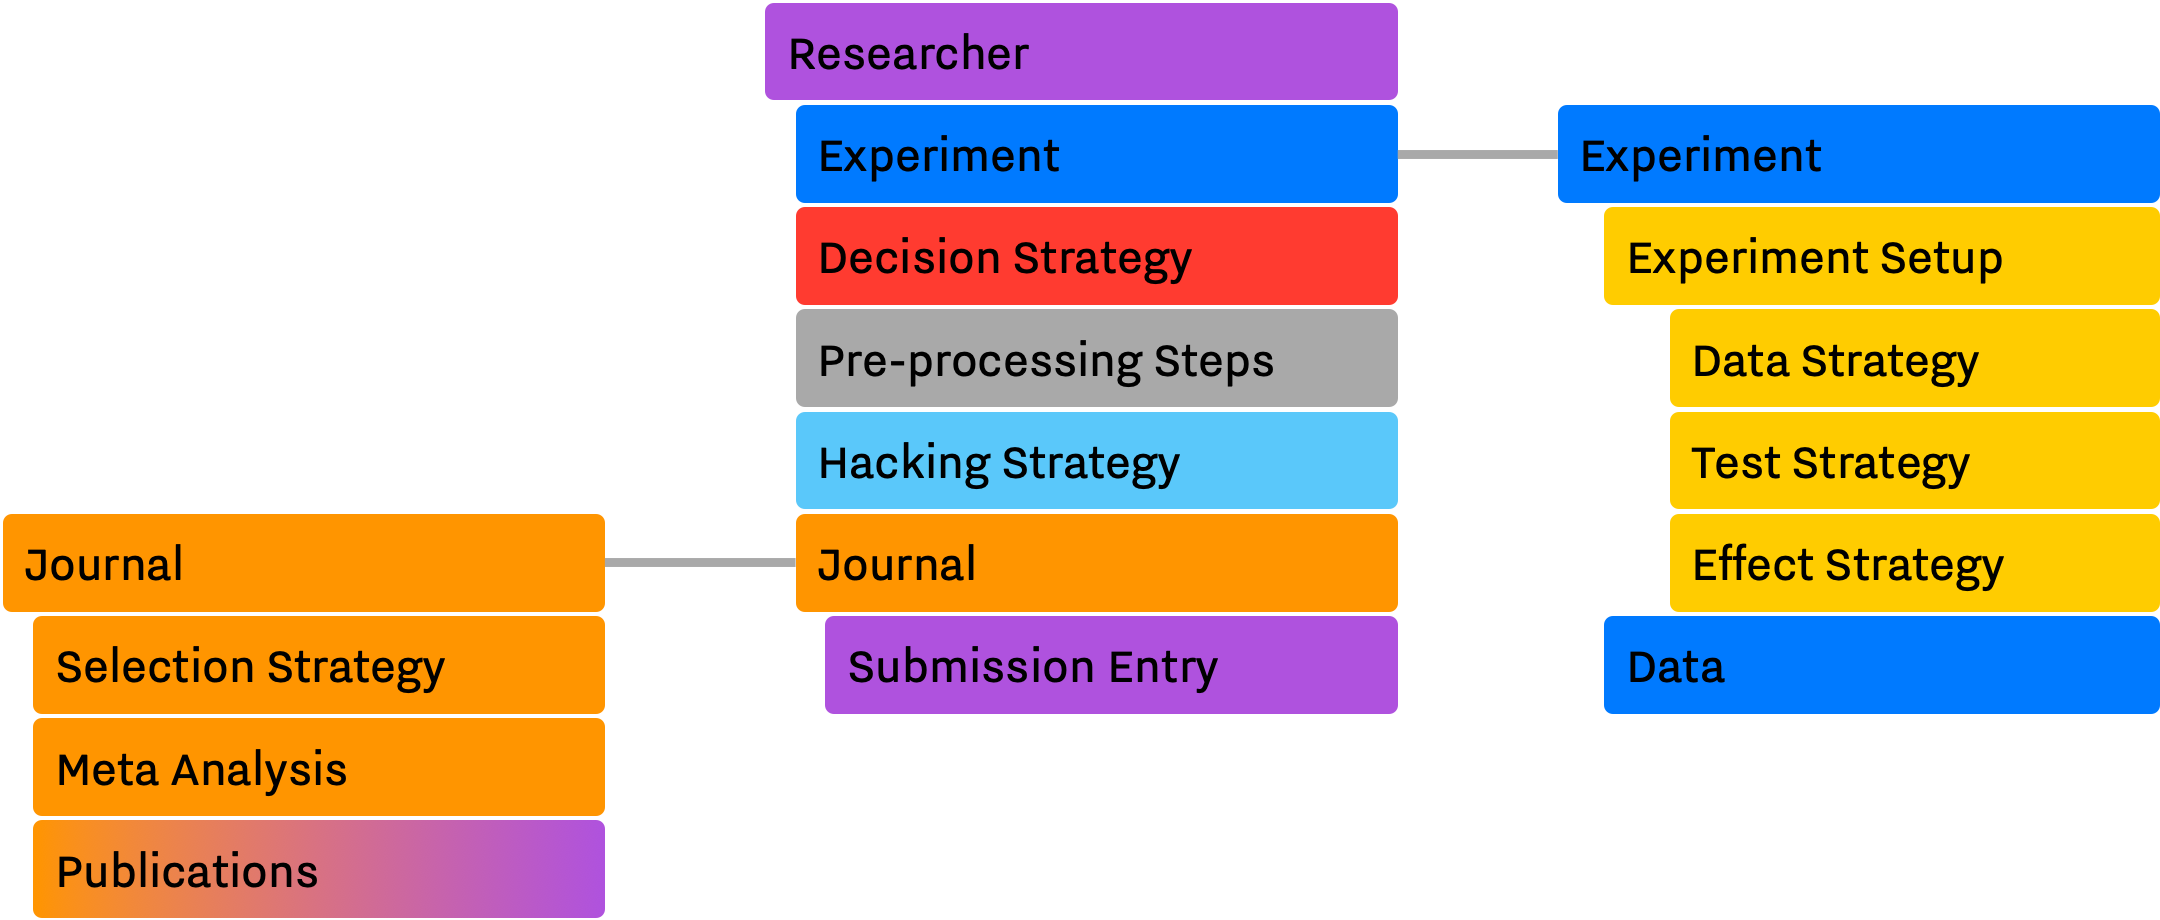 Researcher
Experiment
Decision Strategy
Pre-processing Steps
Hacking Strategy
Journal
Submission Entry
Experiment
Experiment Setup
Data Strategy
Test Strategy
Effect Strategy
Data
Journal
Selection Strategy
Meta Analysis
Publications